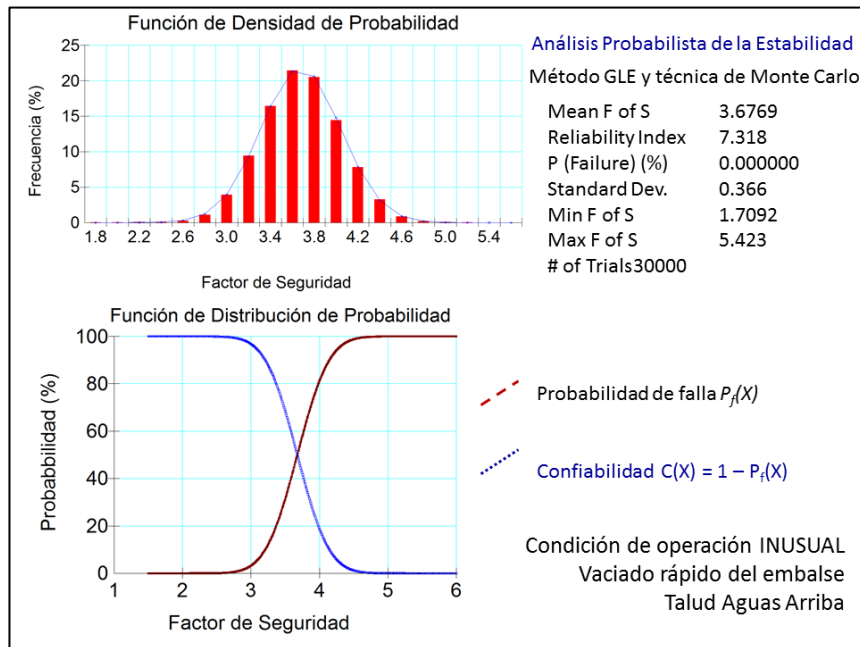 Función de Densidad de Probabilidad
25
20
15
10
5
0
Frecuencia (%)
1.8 2.2 2.6 3.0 3.4 3.8 4.2 4.6 5.0 5.4
Factor de Seguridad
Análisis Probabilista de la Estabilidad
Método GLE y técnica de Monte Carlo
Mean F of S 3.6769
Reliability Index 7.318
P (Failure) (%) 0.000000
Standard Dev. 0.366
Min F of S 1.7092
Max F of S 5.423
# of Trials30000
Función de Distribución de Probabilidad
100
80
60
40
20
0
Probabbilidad (%)
1 2 3 4 5 6
Factor de Seguridad
Probabilidad de falla Pf(X)
Confiabilidad C(X) = 1 – Pf(X)
Condición de operación INUSUAL
Vaciado rápido del embalse
Talud Aguas Arriba